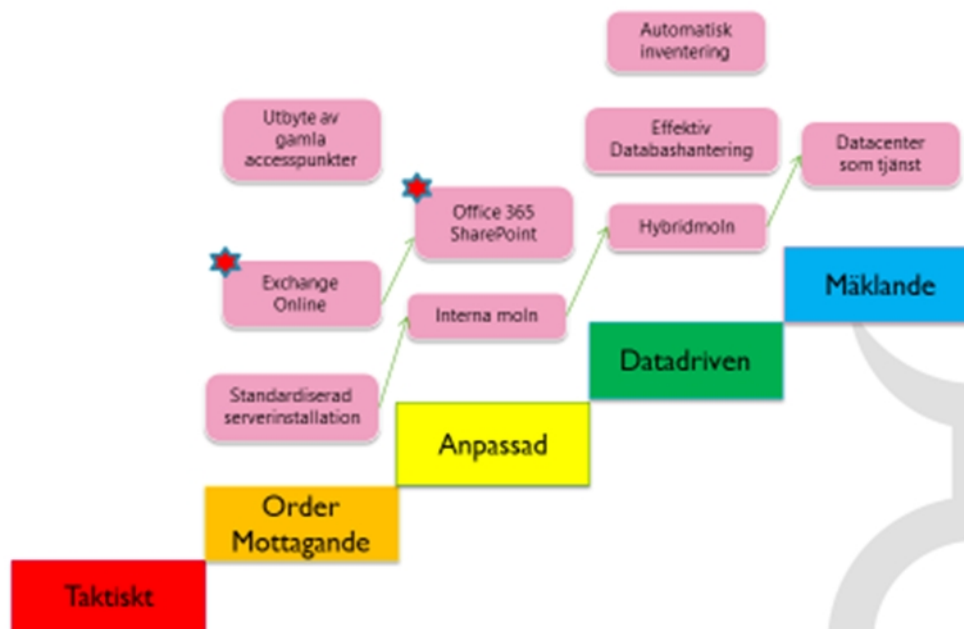 Automatisk
inventering
Utbyte av
gamla
accesspunkter
Effektiv
Databashantering
Datacenter
som tjänst
Office 365
SharePoint
Hybridmoln
Exchange
Online
Interna moln
Mäklande
Datadriven
Standardiserad
serverinstallation
Anpassad
Order
Mottagande
Taktiskt